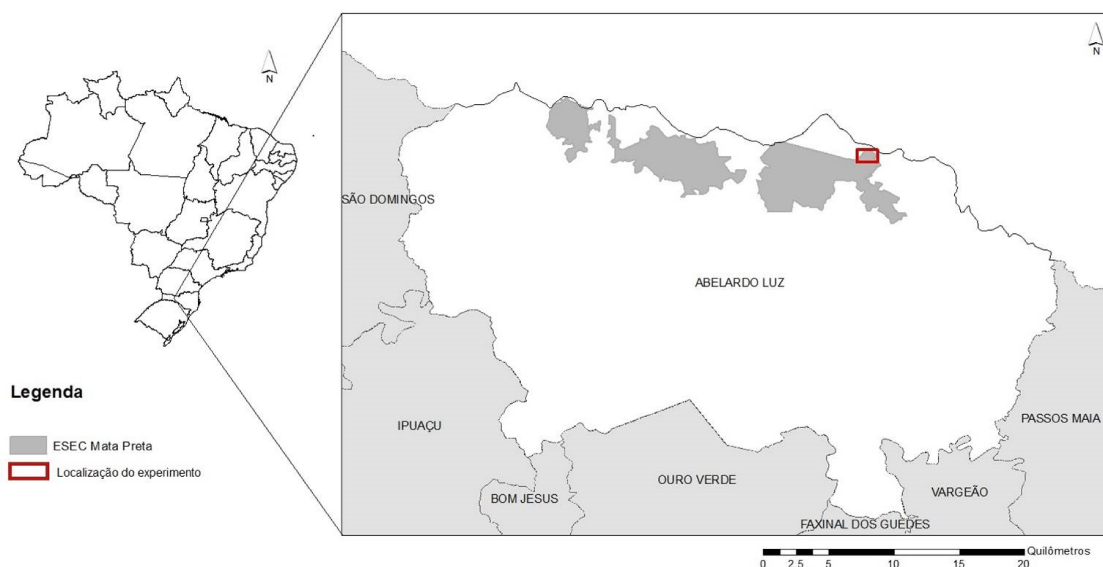 N
N
SÃO DOMINGOS
ABELARDO LUZ
Legenda
ESEC Mata Preta
Localização do experimento
IPUAÇU
PASSOS MAIA
OURO VERDE
BOM JESUS
VARGEÃO
FAXINAL DOS GUEDES
Quilômetros
0 2,5 5 10 15 20